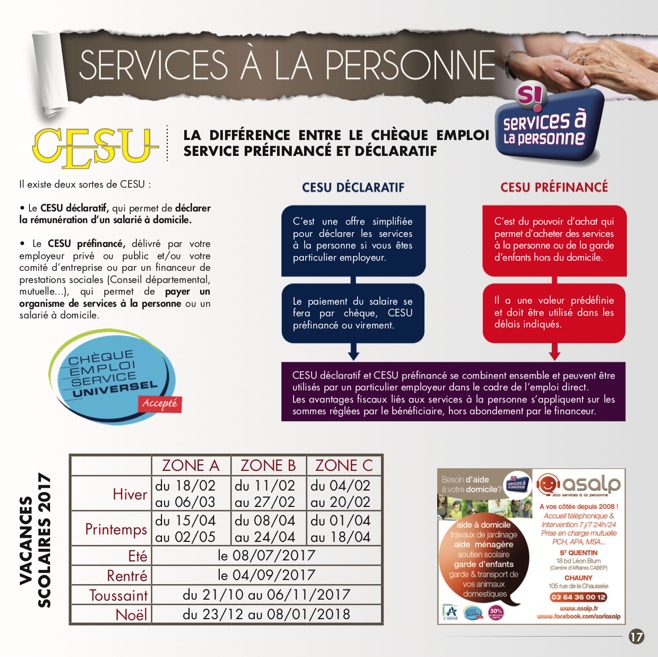 SERVICES À LA PERSONNE
S!
SERVICES à
LA PERSONNE
CESU
LA DIFFÉRENCE ENTRE LE CHÈQUE EMPLOI
SERVICE PRÉFINANCÉ ET DÉCLARATIF
Il existe deux sortes de CESU :
• Le CESU déclaratif, qui permet de déclarer
la rémunération d’un salarié à domicile.
• Le CESU préfinancé, délivré par votre
employeur privé ou public et/ou votre
comité d’entreprise ou par un financeur de
prestations sociales (Conseil départemental,
mutuelle...), qui permet de payer un
organisme de services à la personne ou un
salarié à domicile.
CHÈQUE
EMPLOI
SERVICE
UNIVERSEL
Accepté
CESU DÉCLARATIF
C’est une offre simplifiée
pour déclarer les services
à la personne si vous êtes
particulier employeur.
Le paiement du salaire se
fera par chèque, CESU
préfinancé ou virement.
CESU PRÉFINANCÉ
C’est du pouvoir d’achat qui
permet d’acheter des services
à la personne ou de la garde
d’enfants hors du domicile.
Il a une valeur prédéfinie
et doit être utilisé dans les
délais indiqués.
CESU déclaratif et CESU préfinancé se combinent ensemble et peuvent être
utilisés par un particulier employeur dans le cadre de l’emploi direct.
Les avantages fiscaux liés aux services à la personne s’appliquent sur les
sommes réglées par le bénéficiaire, hors abondement par le financeur.
VACANCES
SCOLAIRES 2017
ZONE A ZONE B ZONE C
Hiver du 18/02 au 06/03 du 11/02 au 27/02 du 04/02 au 20/02
Printemps du 15/04 au 02/05 du 08/04 au 24/04 du 01/04 au 18/04
Eté le 08/07/2017
Rentré le 04/09/2017
Toussaint du 21/10 au 06/11/2017
Noël du 23/12 au 08/01/2018
Besoin d’aide
à votre domicile?
aide à domicile
travaux de jardinage
aide ménagère
soutien scolaire
garde d’enfants
garde & transport de
vos animaux
domestiques
50%
asalp
A vos côtés depuis 2008 !
Accueil téléphonique &
Intervention 7 j/7 24h/24
Prise en charge mutuelle
PCH, APA, MSA...
ST QUENTIN
18 bd Léon Blum
(Centre d’Affaires CABEP)
CHAUNY
105 rue de la Chaussée
03 64 36 00 12
www.asalp.fr
www.facebook.com/sarlasalp
17